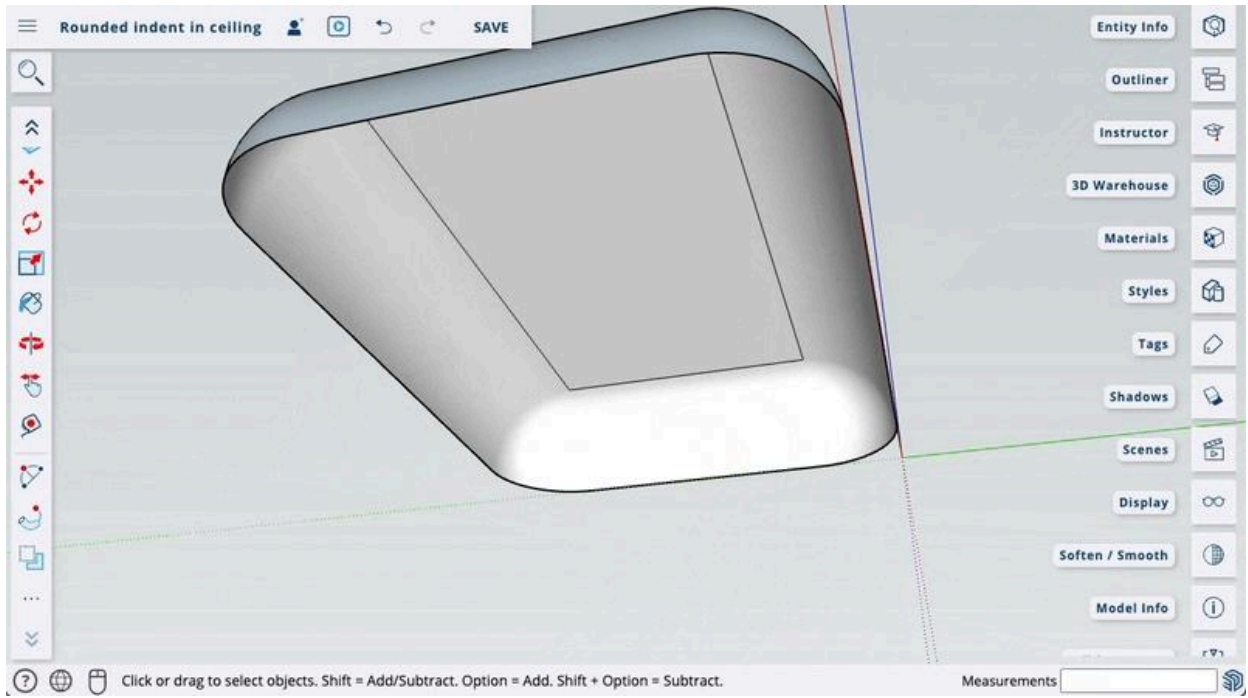 Rounded indent in ceiling
SAVE
Entity Info
Outliner
Instructor
3D Warehouse
Materials
Styles
Tags
Shadows
Scenes
Display
Soften / Smooth
Model Info
Click or drag to select objects. Shift = Add/Subtract. Option = Add. Shift + Option = Subtract.
Measurements